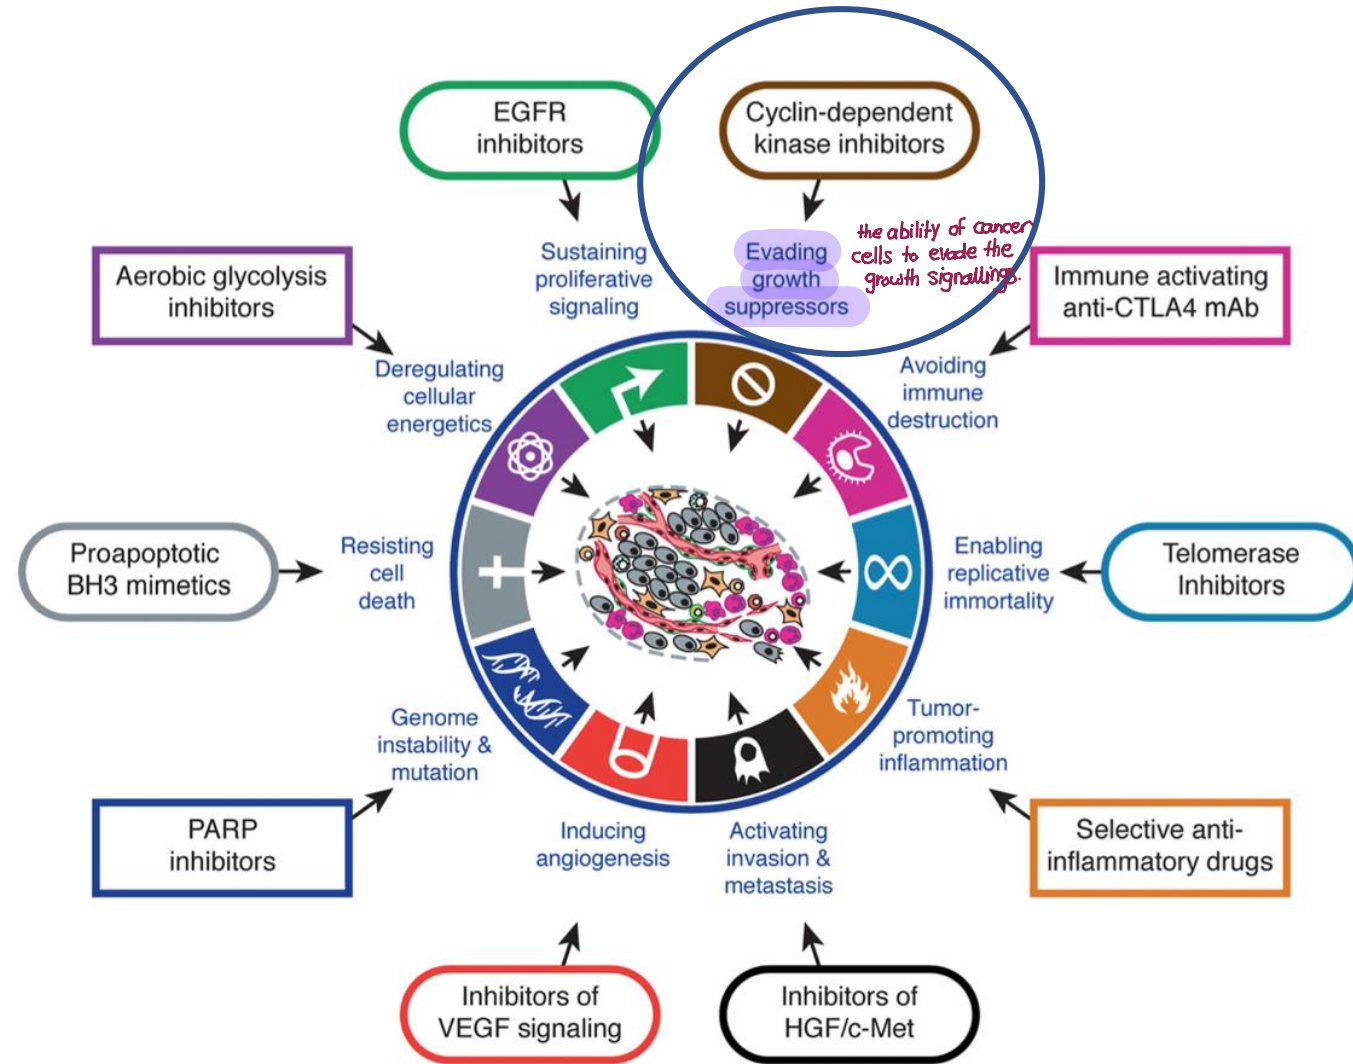 EGFR
inhibitors
Cyclin-dependent
kinase inhibitors
Aerobic glycolysis
inhibitors
Sustaining
proliferative
signaling
Evading
growth
suppressors
the ability of cancer
cells to evade the
growth signallings.
Immune activating
anti-CTLA4 mAb
Deregulating
cellular
energetics
Avoiding
immune
destruction
Proapoptotic
BH3 mimetics
Resisting
cell
death
Enabling
replicative
immortality
Telomerase
Inhibitors
Genome
instability &
mutation
Tumor-
promoting
inflammation
PARP
inhibitors
Inducing
angiogenesis
Activating
invasion &
metastasis
Selective anti-
inflammatory drugs
Inhibitors of
VEGF signaling
Inhibitors of
HGF/c-Met